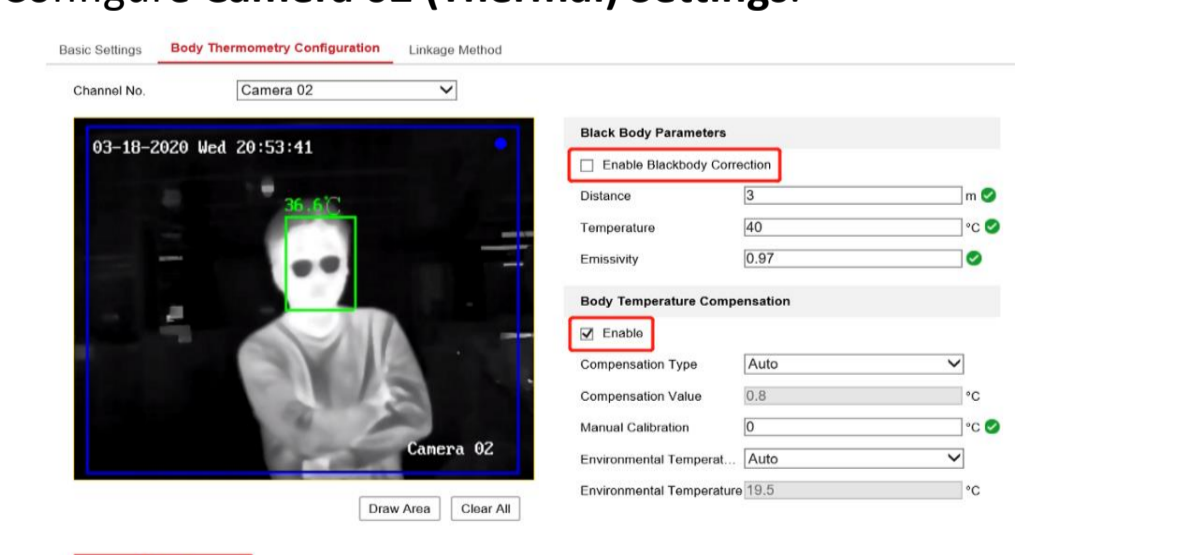 Configure Camera 02 (Thermal) Settings.
Basic Settings Body Thermometry Configuration Linkage Method
Channel No. Camera 02
03-18-2020 Wed 20:53:41
36.6℃
Camera 02
Draw Area Clear All
Black Body Parameters
Enable Blackbody Correction
Distance 3 m
Temperature 40 °C
Emissivity 0.97
Body Temperature Compensation
Enable
Compensation Type Auto
Compensation Value 0.8 °C
Manual Calibration 0 °C
Environmental Temperat... Auto
Environmental Temperature 19.5 °C